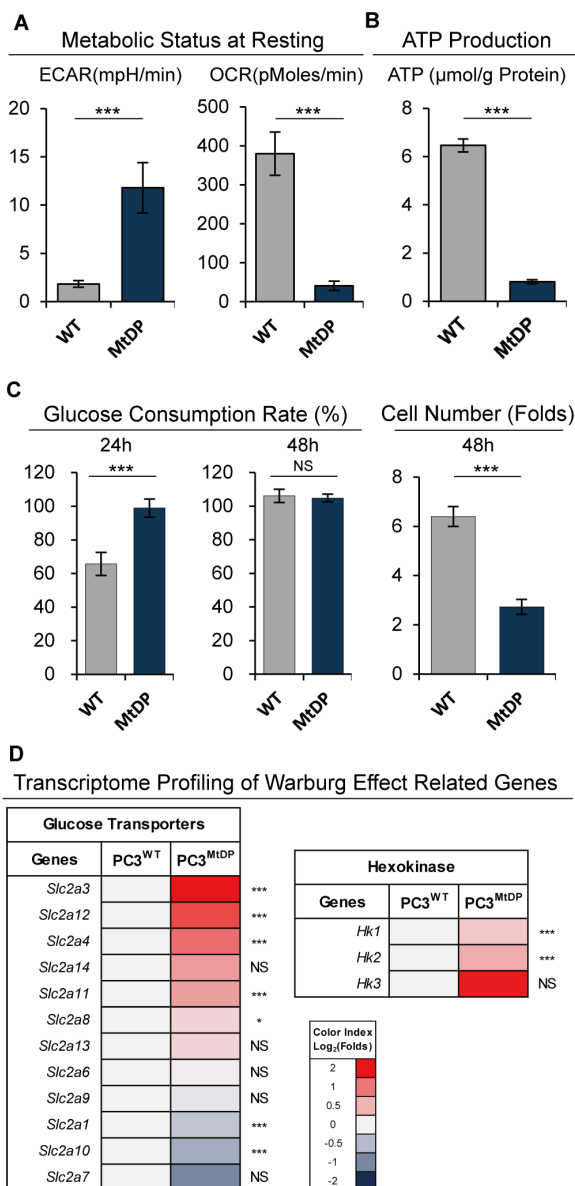 A
Metabolic Status at Resting
ECAR(mpH/min)
OCR(pMoles/min)
***
20
15
10
5
0
WT
MtDP
***
500
400
300
200
100
0
WT
MtDP
B
ATP Production
ATP (µmol/g Protein)
***
8
6
4
2
0
WT
MtDP
C
Glucose Consumption Rate (%)
24h
***
120
100
80
60
40
20
0
WT
MtDP
48h
NS
120
100
80
60
40
20
0
WT
MtDP
Cell Number (Folds)
48h
***
8
6
4
2
0
WT
MtDP
D
Transcriptome Profiling of Warburg Effect Related Genes
Glucose Transporters
Genes PC3WT PC3MtDP
Slc2a3 ***
Slc2a12 ***
Slc2a4 ***
Slc2a14 NS
Slc2a11 ***
Slc2a8 *
Slc2a13 NS
Slc2a6 NS
Slc2a9 NS
Slc2a1 ***
Slc2a10 ***
Slc2a7 NS
Hexokinase
Genes PC3WT PC3MtDP
Hk1 ***
Hk2 ***
Hk3 NS
Color Index
Log2(Folds)
2
1
0.5
0
-0.5
-1
-2